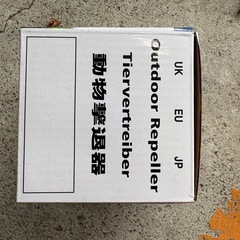 UK EU JP
Outdoor Repeller
Tiervertreiber
動物撃退器